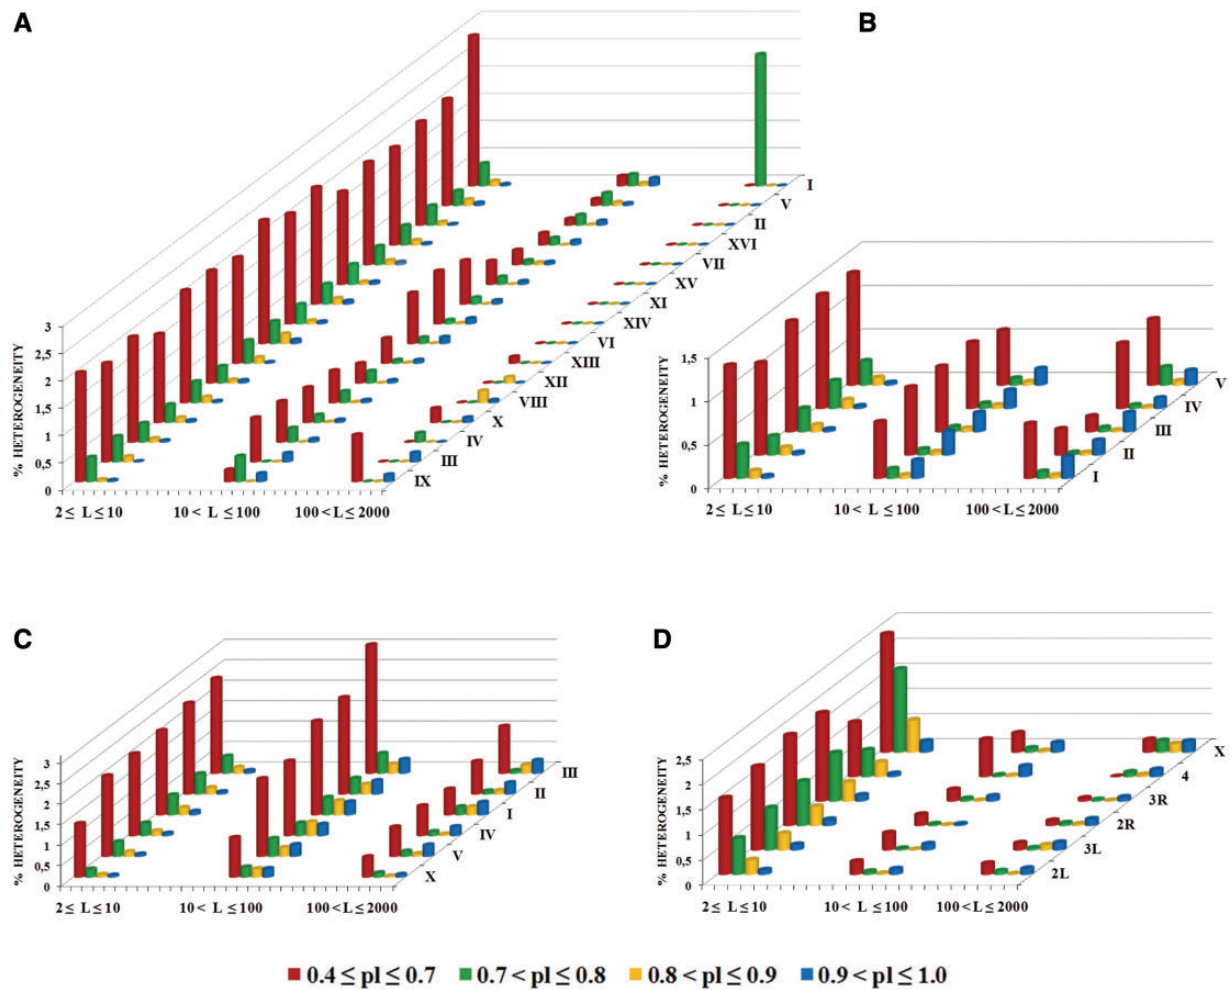 A
B
% HETEROGENEITY
3
2,5
2
1,5
1
0,5
0
2 ≤ L ≤ 10
10 < L ≤ 100
100 < L ≤ 2000
I
V
II
XVI
VII
XV
XI
XIV
VI
XIII
XII
VIII
X
IV
III
IX
% HETEROGENEITY
1,5
1
0,5
0
2 ≤ L ≤ 10
10 < L ≤ 100
100 < L ≤ 2000
V
IV
III
II
I
C
D
% HETEROGENEITY
3
2,5
2
1,5
1
0,5
0
2 ≤ L ≤ 10
10 < L ≤ 100
100 < L ≤ 2000
III
II
I
IV
V
X
% HETEROGENEITY
2,5
2
1,5
1
0,5
0
2 ≤ L ≤ 10
10 < L ≤ 100
100 < L ≤ 2000
X
4
3R
2R
3L
2L
0.4 ≤ pl ≤ 0.7 0.7 < pl ≤ 0.8 0.8 < pl ≤ 0.9 0.9 < pl ≤ 1.0